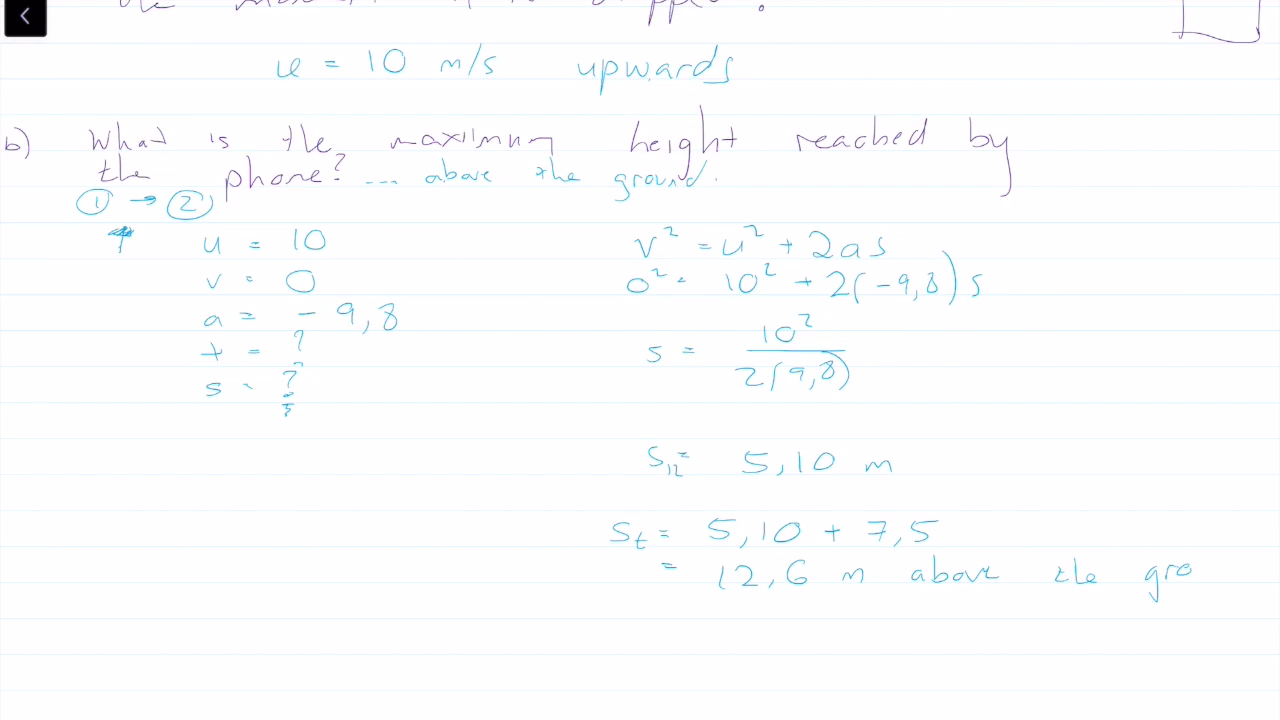 the
u = 10 m/s upwards
b) What is the maximum height reached by
the phone? ... above the ground.
1 → 2
↑ u = 10
v = 0
a = - 9,8
t = ?
s = ?
v² = u² + 2as
0² = 10² + 2(-9,8) s
s = 10² / 2(9,8)
S₁₂ = 5,10 m
Sₜ = 5,10 + 7,5
= 12,6 m above the gro